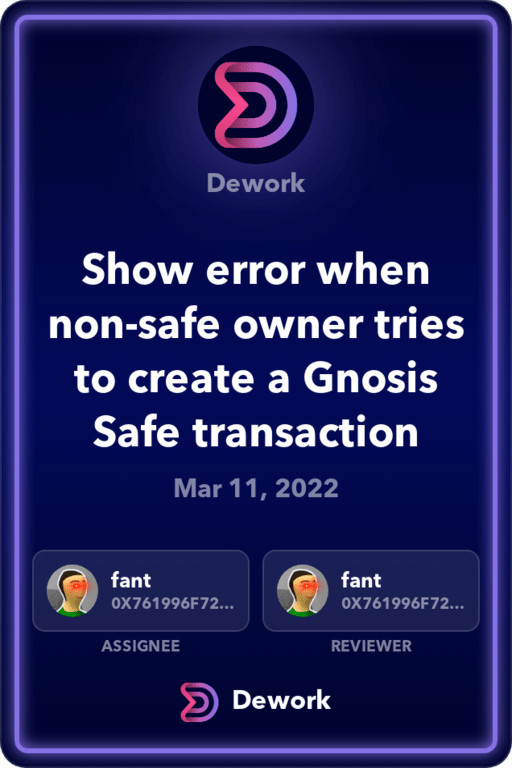 Dework
Show error when
non-safe owner tries
to create a Gnosis
Safe transaction
Mar 11, 2022
fant
0X761996F72...
ASSIGNEE
fant
0X761996F72...
REVIEWER
Dework